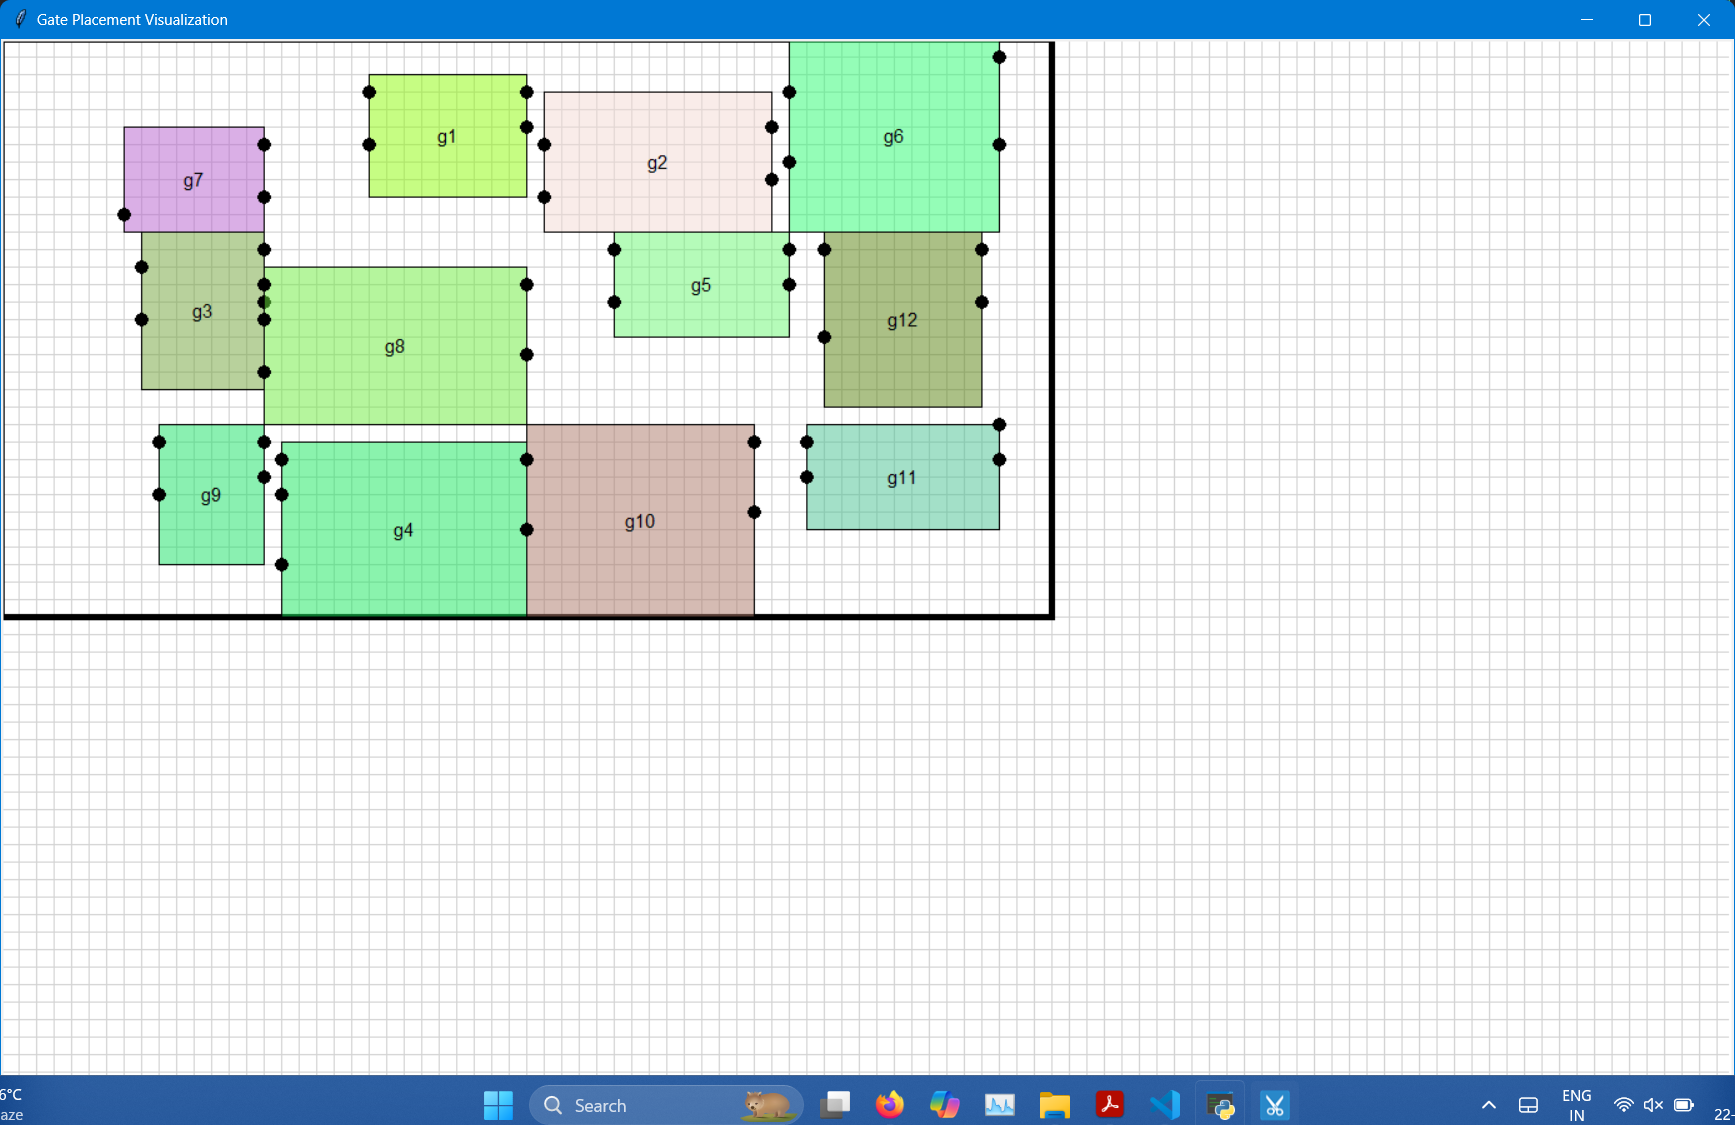 Gate Placement Visualization
g1
g6
g2
g7
g5
g3
g12
g8
g11
g9
g10
g4
6°C
aze
Search
ENG
IN
22-